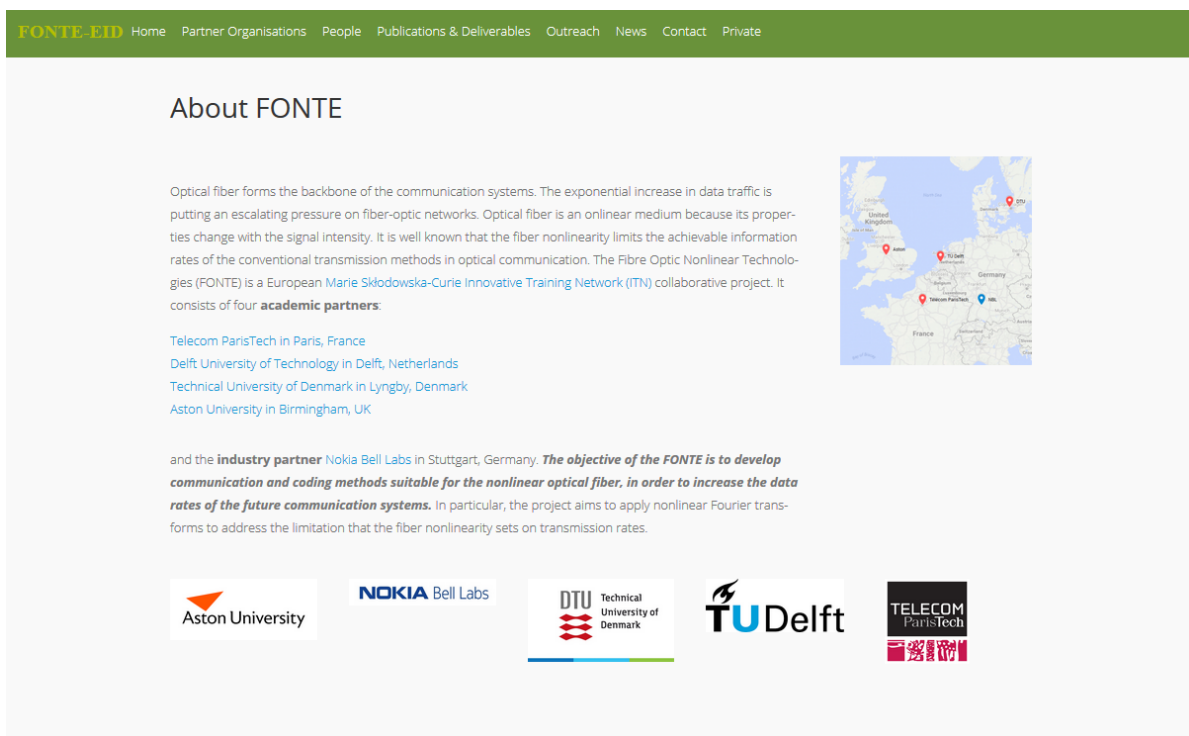 FONTE-EID Home Partner Organisations People Publications & Deliverables Outreach News Contact Private
About FONTE
Optical fiber forms the backbone of the communication systems. The exponential increase in data traffic is
putting an escalating pressure on fiber-optic networks. Optical fiber is an onlinear medium because its proper-
ties change with the signal intensity. It is well known that the fiber nonlinearity limits the achievable information
rates of the conventional transmission methods in optical communication. The Fibre Optic Nonlinear Technolo-
gies (FONTE) is a European Marie Skłodowska-Curie Innovative Training Network (ITN) collaborative project. It
consists of four academic partners:
Telecom ParisTech in Paris, France
Delft University of Technology in Delft, Netherlands
Technical University of Denmark in Lyngby, Denmark
Aston University in Birmingham, UK
and the industry partner Nokia Bell Labs in Stuttgart, Germany. The objective of the FONTE is to develop
communication and coding methods suitable for the nonlinear optical fiber, in order to increase the data
rates of the future communication systems. In particular, the project aims to apply nonlinear Fourier trans-
forms to address the limitation that the fiber nonlinearity sets on transmission rates.
DTU
United
Kingdom
Aston
TU Delft
Germany
Telecom ParisTech
NBL
France
Aston University
NOKIA Bell Labs
DTU
Technical
University of
Denmark
TU Delft
TELECOM
ParisTech